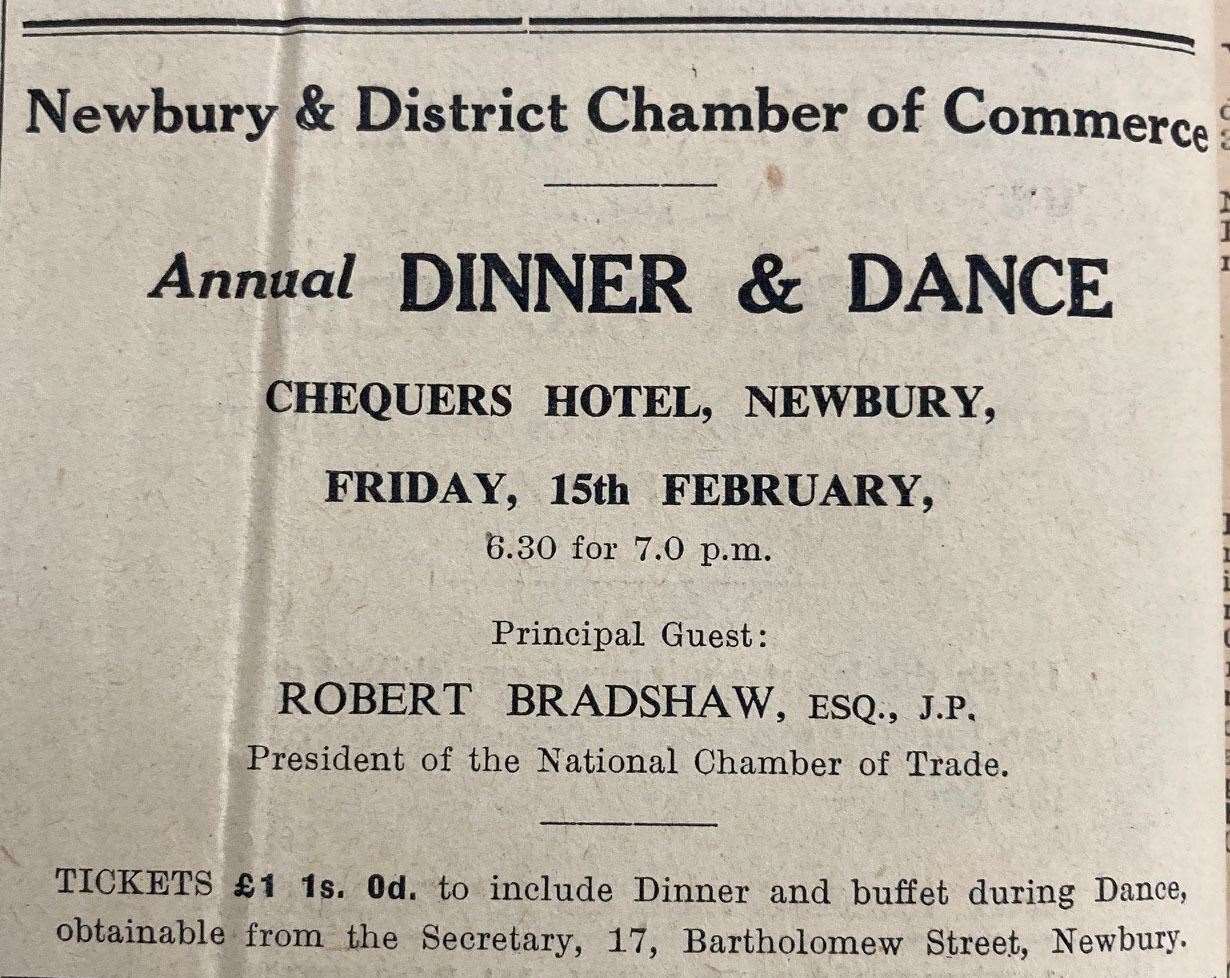 Newbury & District Chamber of Commerce
Annual DINNER & DANCE
CHEQUERS HOTEL, NEWBURY,
FRIDAY, 15th FEBRUARY,
6.30 for 7.0 p.m.
Principal Guest:
ROBERT BRADSHAW, ESQ., J.P.
President of the National Chamber of Trade.
TICKETS £1 1s. 0d. to include Dinner and buffet during Dance,
obtainable from the Secretary, 17, Bartholomew Street, Newbury.